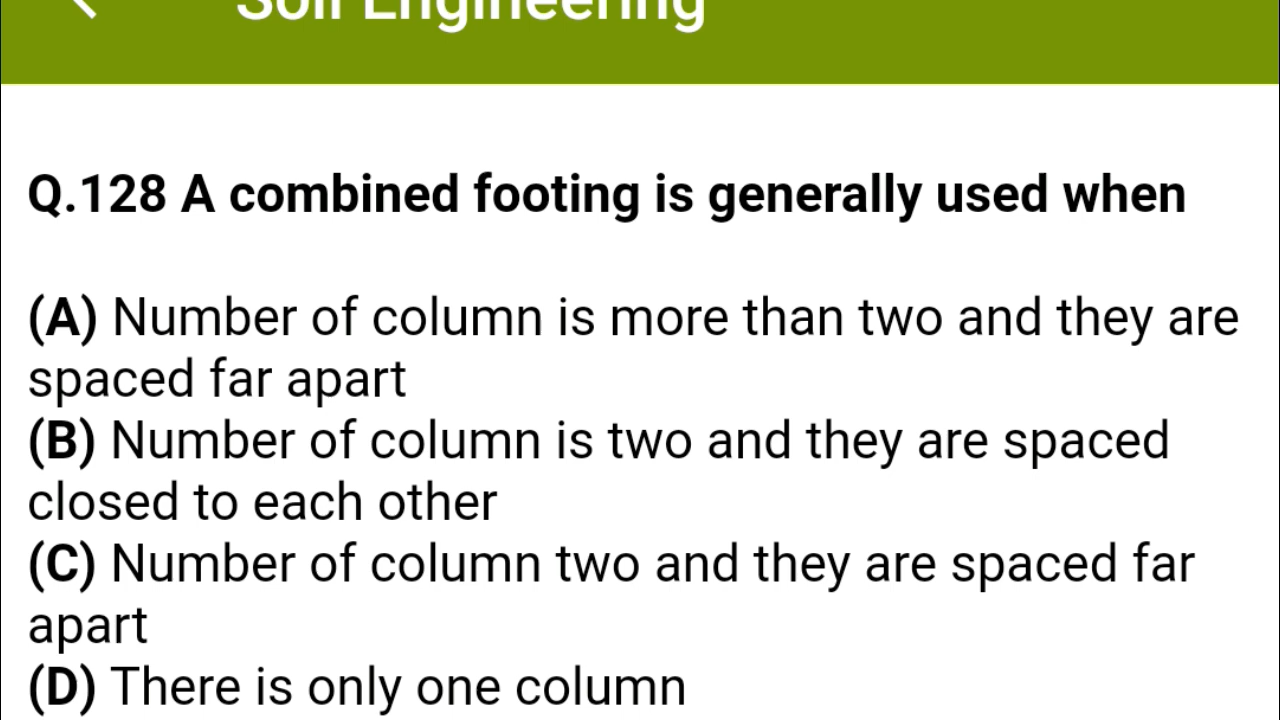 Soil Engineering
Q.128 A combined footing is generally used when
(A) Number of column is more than two and they are
spaced far apart
(B) Number of column is two and they are spaced
closed to each other
(C) Number of column two and they are spaced far
apart
(D) There is only one column